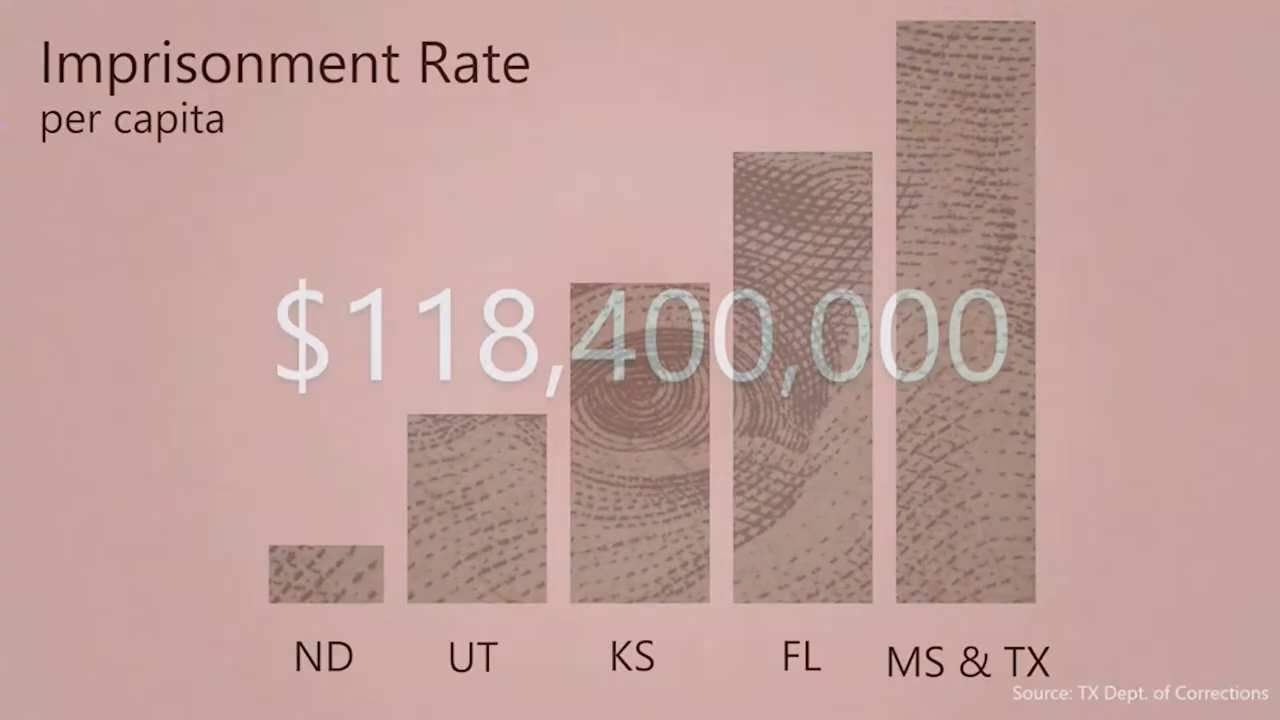 Imprisonment Rate
per capita
$118,400,000
ND UT KS FL MS & TX
Source: TX Dept. of Corrections